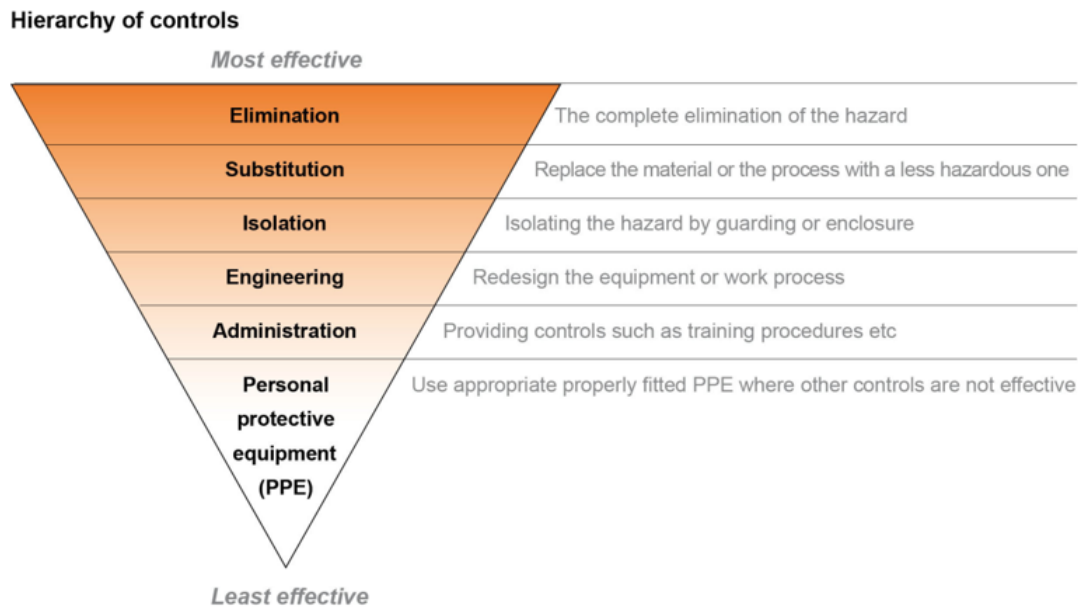 Hierarchy of controls
Most effective
Elimination
The complete elimination of the hazard
Substitution
Replace the material or the process with a less hazardous one
Isolation
Isolating the hazard by guarding or enclosure
Engineering
Redesign the equipment or work process
Administration
Providing controls such as training procedures etc
Personal
protective
equipment
(PPE)
Use appropriate properly fitted PPE where other controls are not effective
Least effective